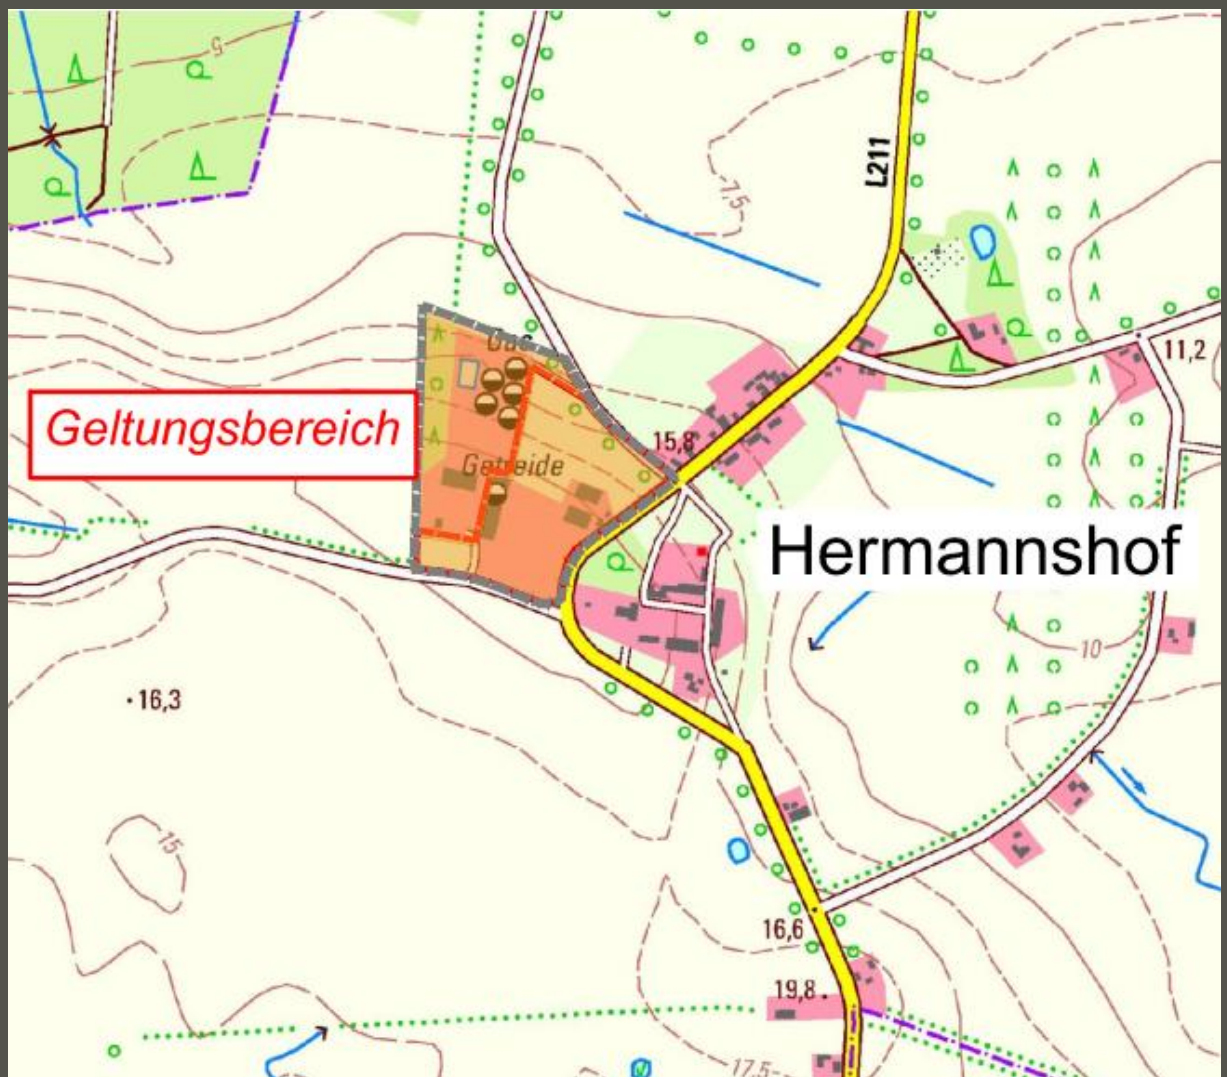 5
7,5
L211
11,2
Geltungsbereich
15,8
Getreide
Hermannshof
10
16,3
15
16,6
19,8
17,5